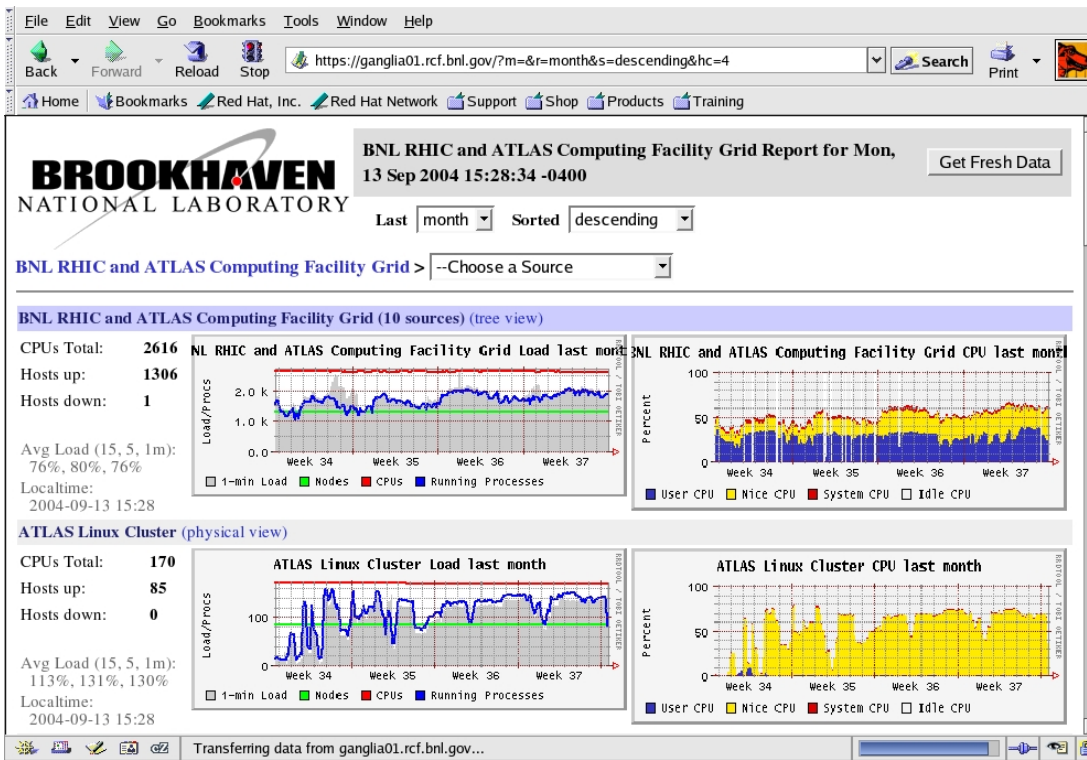 File Edit View Go Bookmarks Tools Window Help
Back Forward Reload Stop https://ganglia01.rcf.bnl.gov/?m=&r=month&s=descending&hc=4 Search Print
Home Bookmarks Red Hat, Inc. Red Hat Network Support Shop Products Training
BROOKHAVEN
NATIONAL LABORATORY
BNL RHIC and ATLAS Computing Facility Grid Report for Mon,
13 Sep 2004 15:28:34 -0400
Get Fresh Data
Last month Sorted descending
BNL RHIC and ATLAS Computing Facility Grid > --Choose a Source
BNL RHIC and ATLAS Computing Facility Grid (10 sources) (tree view)
CPUs Total: 2616
Hosts up: 1306
Hosts down: 1
Avg Load (15, 5, 1m):
76%, 80%, 76%
Localtime:
2004-09-13 15:28
NL RHIC and ATLAS Computing Facility Grid Load last mont
Load/Procs
2.0 k
1.0 k
0.0
Week 34 Week 35 Week 36 Week 37
1-min Load Nodes CPUs Running Processes
RRDTOOL / TOBI OETIKER
BNL RHIC and ATLAS Computing Facility Grid CPU last mont
Percent
100
50
0
Week 34 Week 35 Week 36 Week 37
User CPU Nice CPU System CPU Idle CPU
RRDTOOL / TOBI OETIKER
ATLAS Linux Cluster (physical view)
CPUs Total: 170
Hosts up: 85
Hosts down: 0
Avg Load (15, 5, 1m):
113%, 131%, 130%
Localtime:
2004-09-13 15:28
ATLAS Linux Cluster Load last month
Load/Procs
100
0
Week 34 Week 35 Week 36 Week 37
1-min Load Nodes CPUs Running Processes
RRDTOOL / TOBI OETIKER
ATLAS Linux Cluster CPU last month
Percent
100
50
0
Week 34 Week 35 Week 36 Week 37
User CPU Nice CPU System CPU Idle CPU
RRDTOOL / TOBI OETIKER
Transferring data from ganglia01.rcf.bnl.gov...